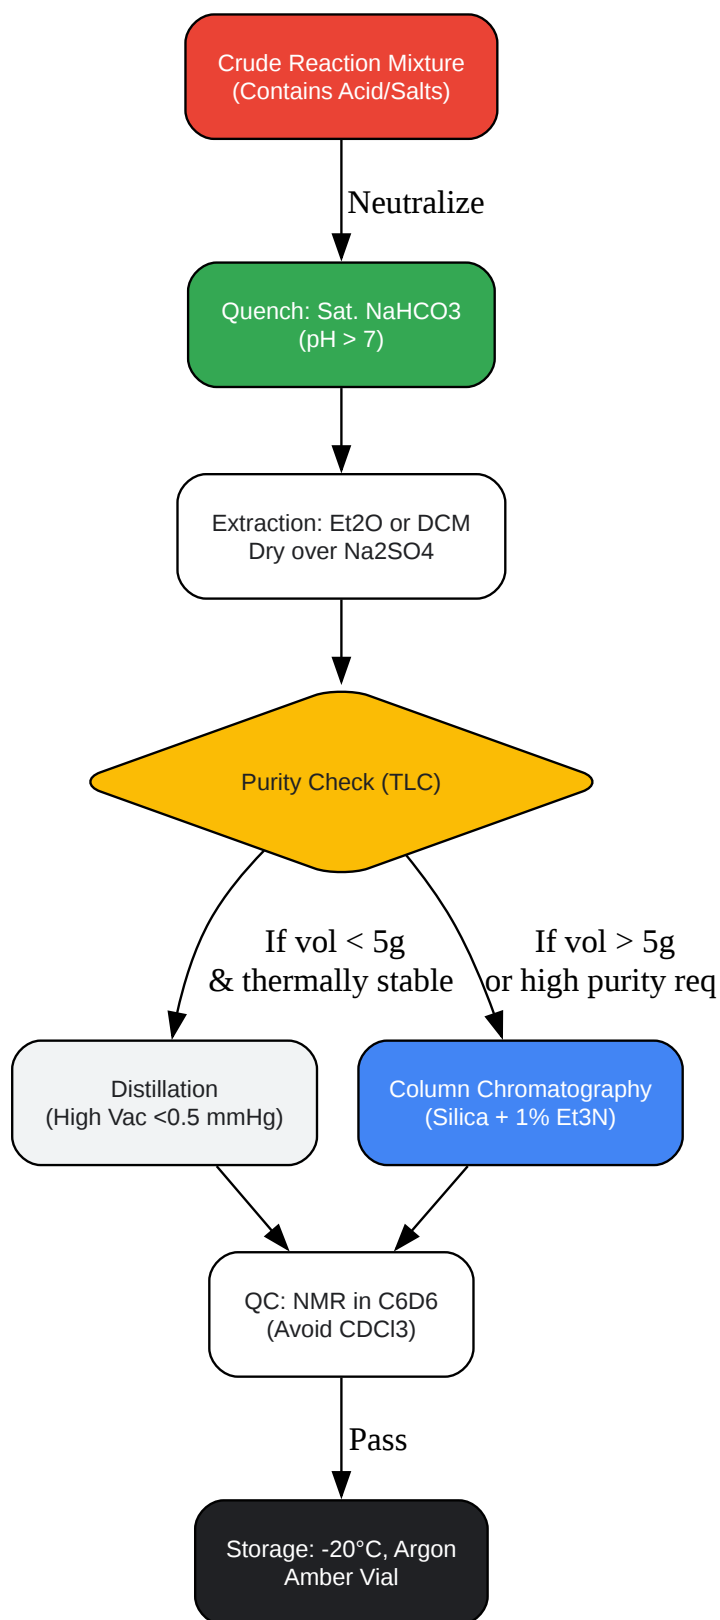 Crude Reaction Mixture
(Contains Acid/Salts)
Neutralize
Quench: Sat. NaHCO3
(pH > 7)
Extraction: Et2O or DCM
Dry over Na2SO4
Purity Check (TLC)
If vol < 5g
& thermally stable
If vol > 5g
or high purity req
Distillation
(High Vac <0.5 mmHg)
Column Chromatography
(Silica + 1% Et3N)
QC: NMR in C6D6
(Avoid CDCl3)
Pass
Storage: -20°C, Argon
Amber Vial